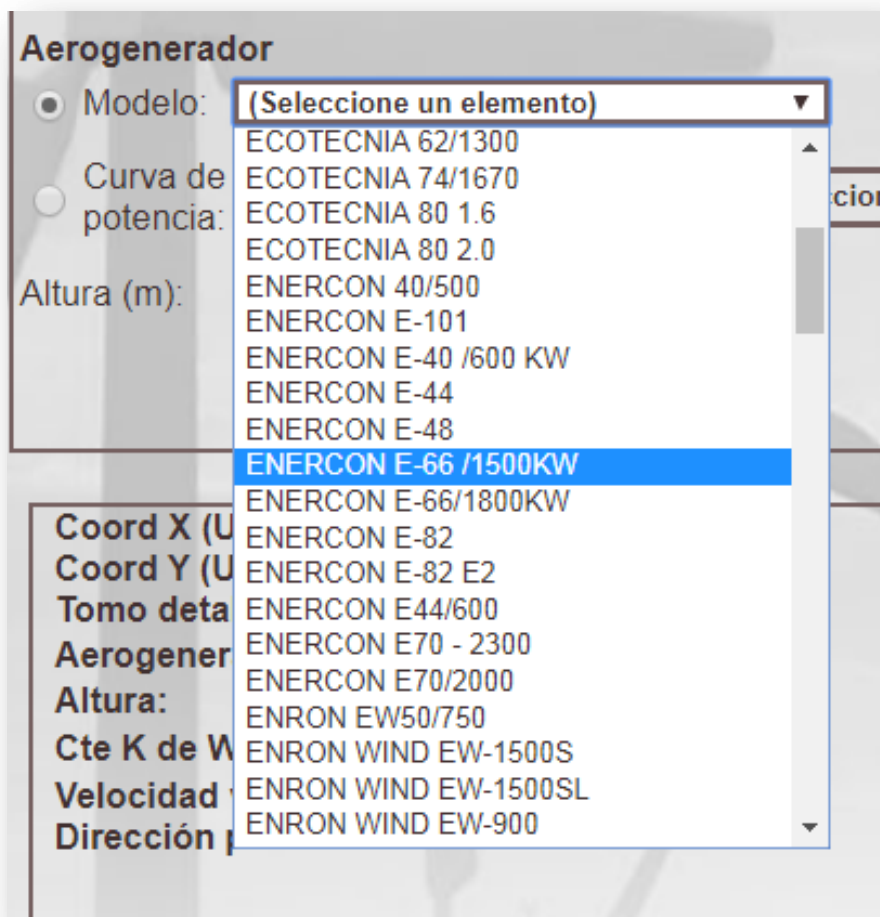 Aerogenerador
Modelo: (Seleccione un elemento)
Curva de
potencia:
Altura (m):
ECOTECNIA 62/1300
ECOTECNIA 74/1670
ECOTECNIA 80 1.6
ECOTECNIA 80 2.0
ENERCON 40/500
ENERCON E-101
ENERCON E-40 /600 KW
ENERCON E-44
ENERCON E-48
ENERCON E-66 /1500KW
ENERCON E-66/1800KW
ENERCON E-82
ENERCON E-82 E2
ENERCON E44/600
ENERCON E70 - 2300
ENERCON E70/2000
ENRON EW50/750
ENRON WIND EW-1500S
ENRON WIND EW-1500SL
ENRON WIND EW-900
Coord X (U
Coord Y (U
Tomo deta
Aerogener
Altura:
Cte K de W
Velocidad
Dirección p